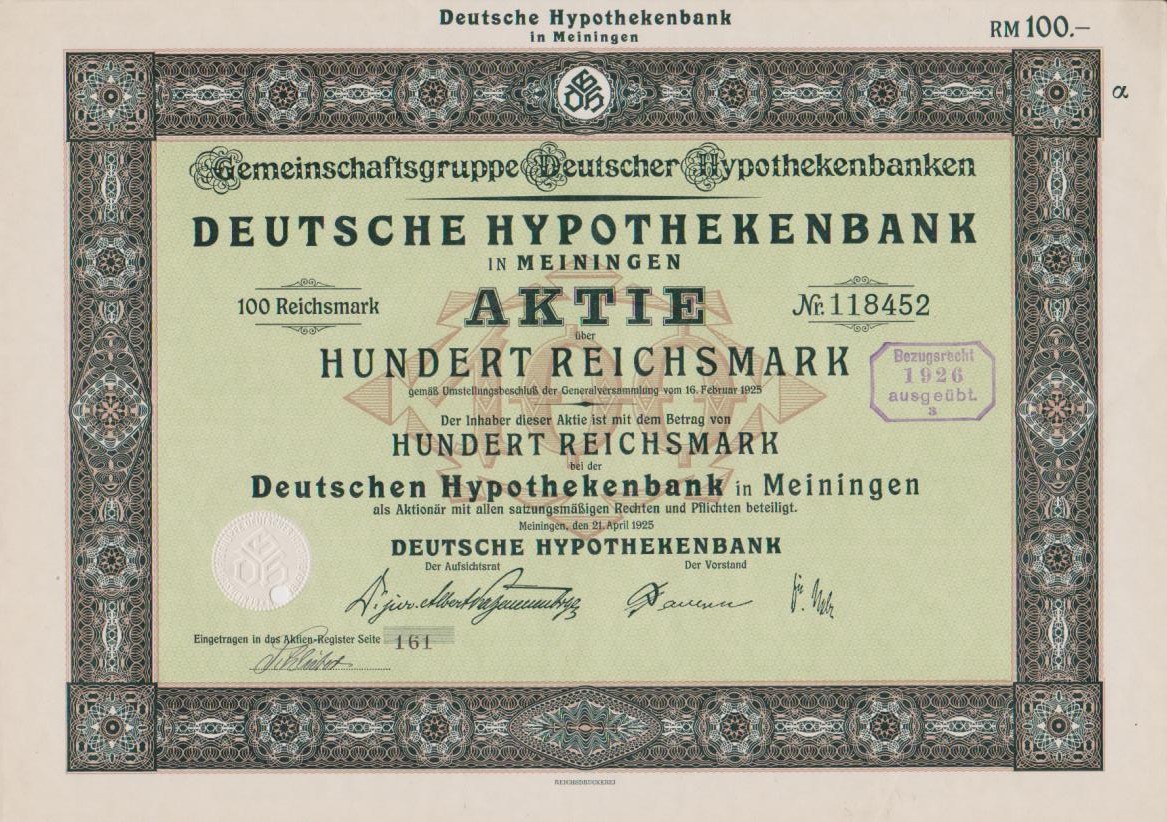 Deutsche Hypothekenbank
in Meiningen
RM 100.–
α
Gemeinschaftsgruppe Deutscher Hypothekenbanken
DEUTSCHE HYPOTHEKENBANK
IN MEININGEN
100 Reichsmark
AKTIE
Nr. 118452
über
HUNDERT REICHSMARK
gemäß Umstellungsbeschluß der Generalversammlung vom 16. Februar 1925
Bezugsrecht
1926
ausgeübt.
3
Der Inhaber dieser Aktie ist mit dem Betrag von
HUNDERT REICHSMARK
bei der
Deutschen Hypothekenbank in Meiningen
als Aktionär mit allen satzungsmäßigen Rechten und Pflichten beteiligt.
Meiningen, den 21. April 1925
DEUTSCHE HYPOTHEKENBANK
Der Aufsichtsrat
Der Vorstand
Dr. jur. Albert
Eingetragen in das Aktien-Register Seite 161
REICHSDRUCKEREI